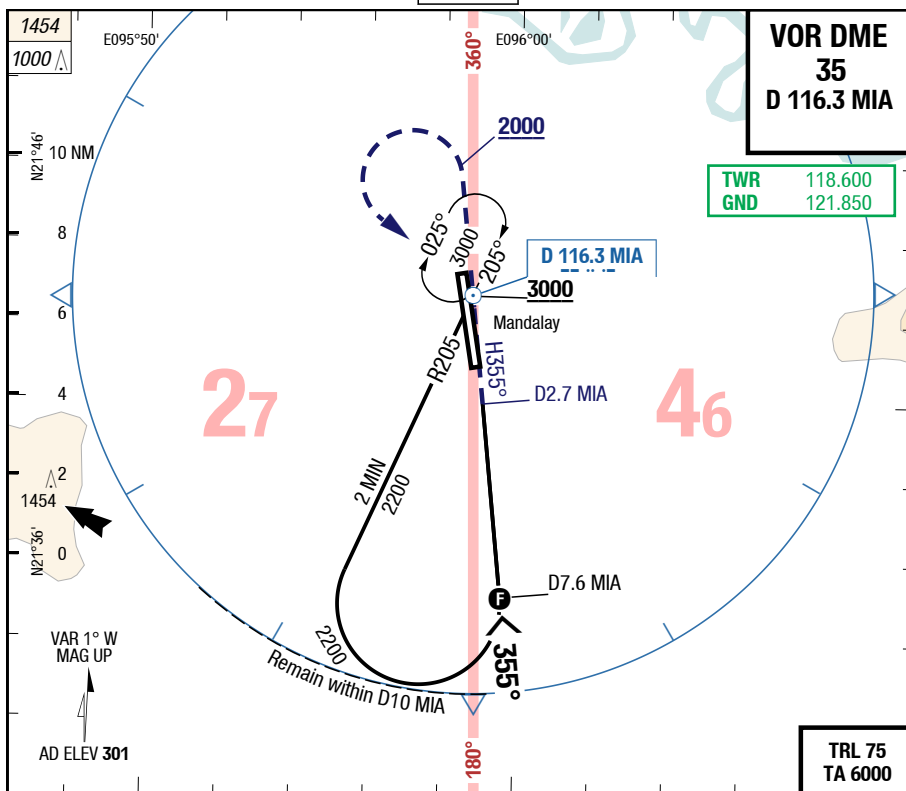 1454
1000
E095°50'
360°
E096°00'
VOR DME
35
D 116.3 MIA
N21°46'
10 NM
2000
TWR 118.600
GND 121.850
8
025°
3000
205°
D 116.3 MIA
3000
6
Mandalay
R205
H355°
4
D2.7 MIA
27
46
2 MIN
2200
2
1454
N21°36'
0
F
D7.6 MIA
2200
355°
VAR 1° W
MAG UP
Remain within D10 MIA
AD ELEV 301
180°
TRL 75
TA 6000